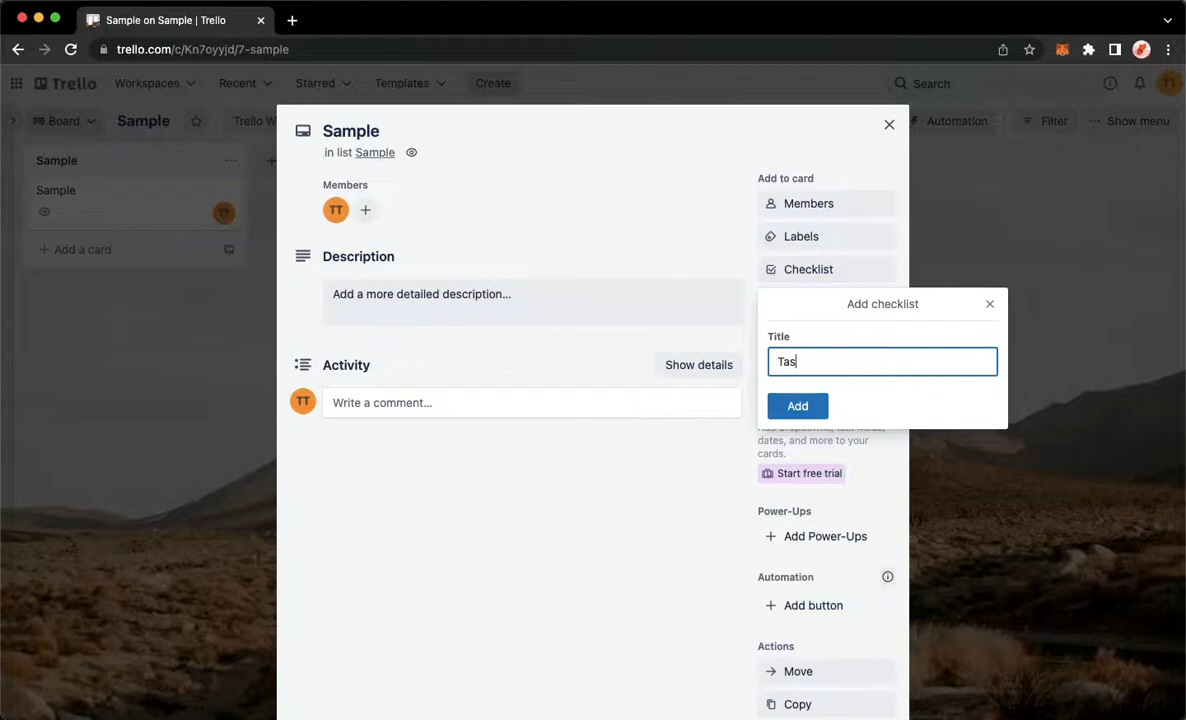 Sample on Sample | Trello
trello.com/c/Kn7oyyjd/7-sample
Trello Workspaces Recent Starred Templates Create Search TT
Board Sample Trello W Automation Filter Show menu
Sample
Sample
TT
Add a card
Sample
in list Sample
Members
TT
Description
Add a more detailed description...
Activity
Show details
TT
Write a comment...
Add to card
Members
Labels
Checklist
Add checklist
Title
Tas
Add
dates, and more to your
cards.
Start free trial
Power-Ups
Add Power-Ups
Automation
Add button
Actions
Move
Copy